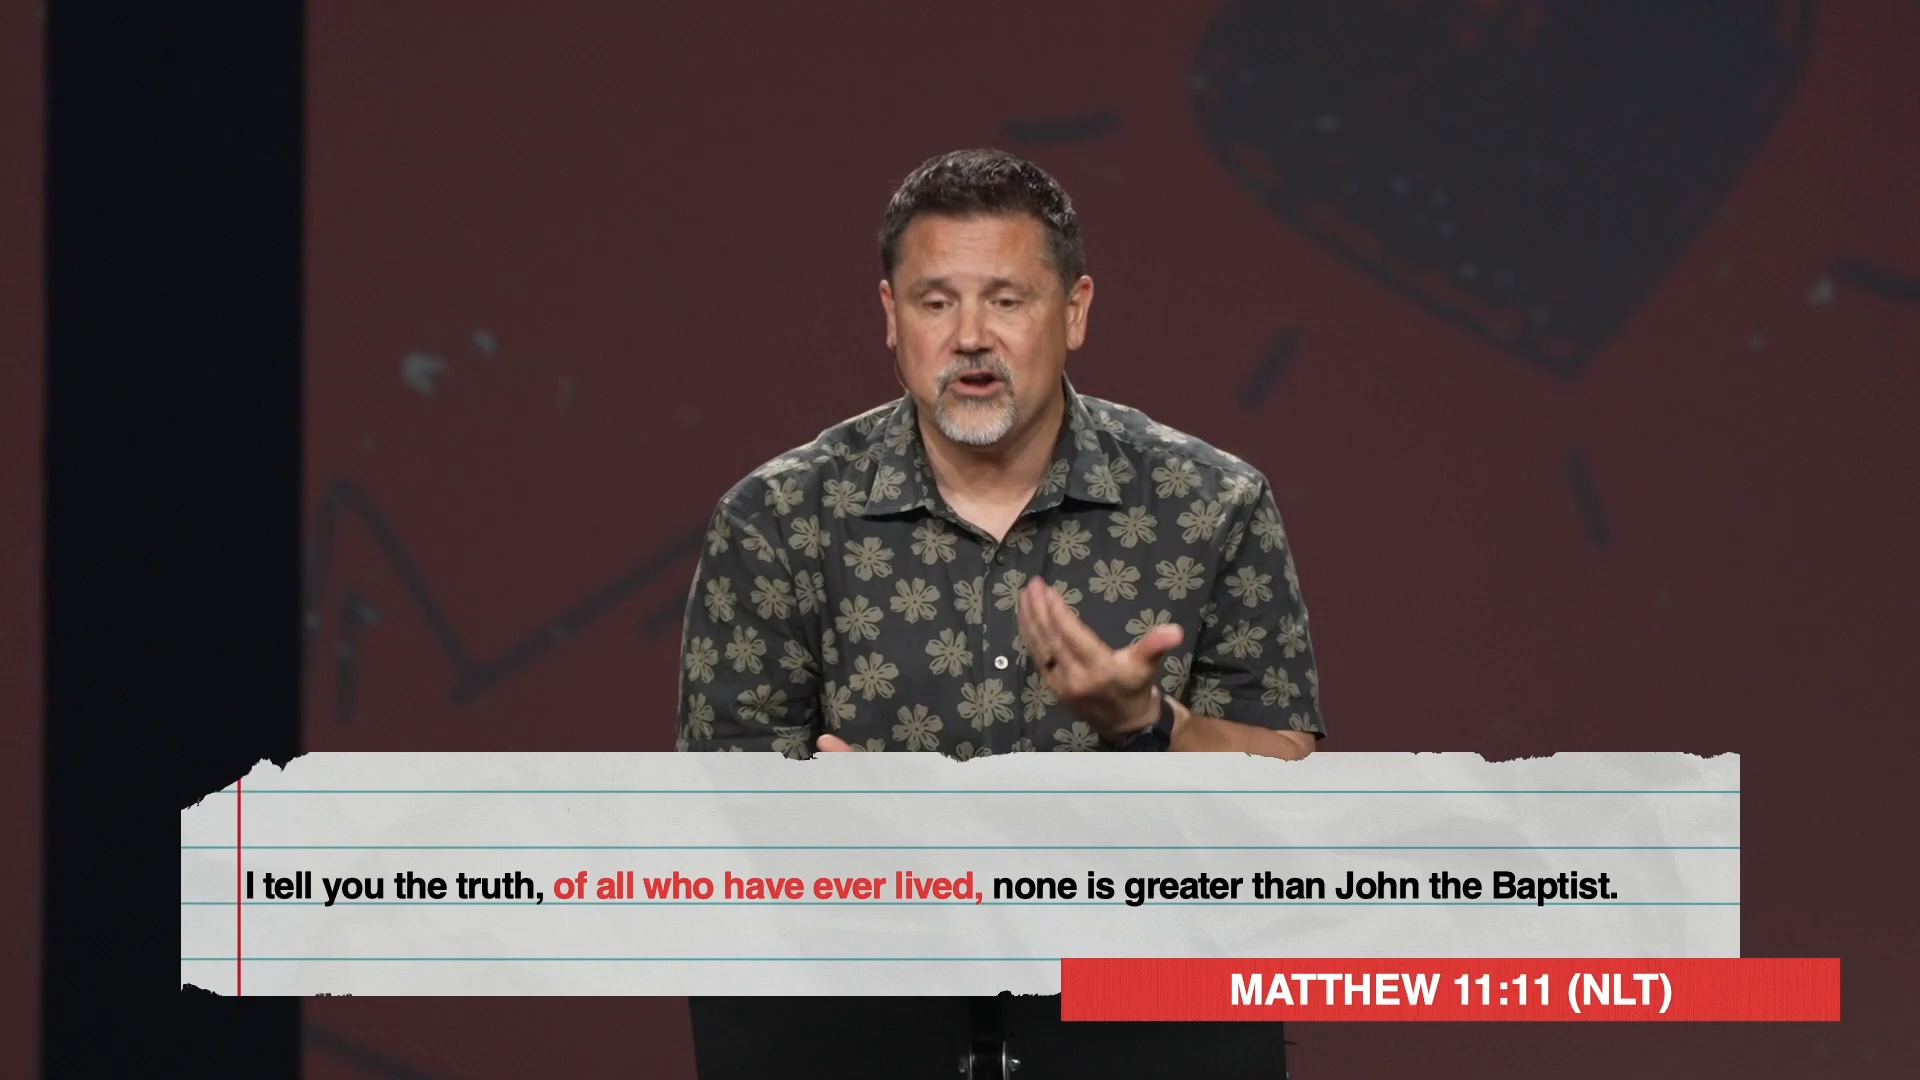 I tell you the truth, of all who have ever lived, none is greater than John the Baptist.
MATTHEW 11:11 (NLT)